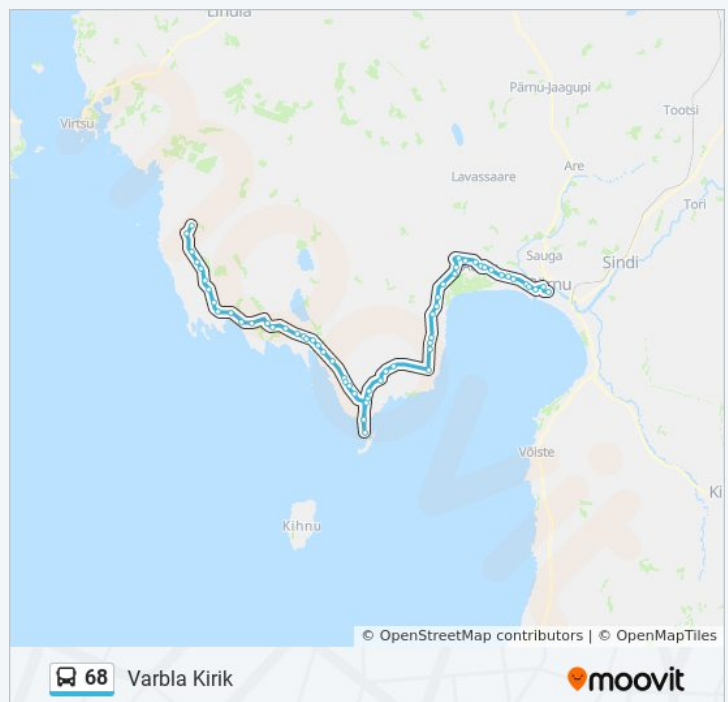 Lihula
Pärnu-Jaagupi
Tootsi
Virtsu
Are
Lavassaare
Tori
Sauga
Sindi
Võiste
Ki
Kihnu
© OpenStreetMap contributors | © OpenMapTiles
68 Varbla Kirik
moovit